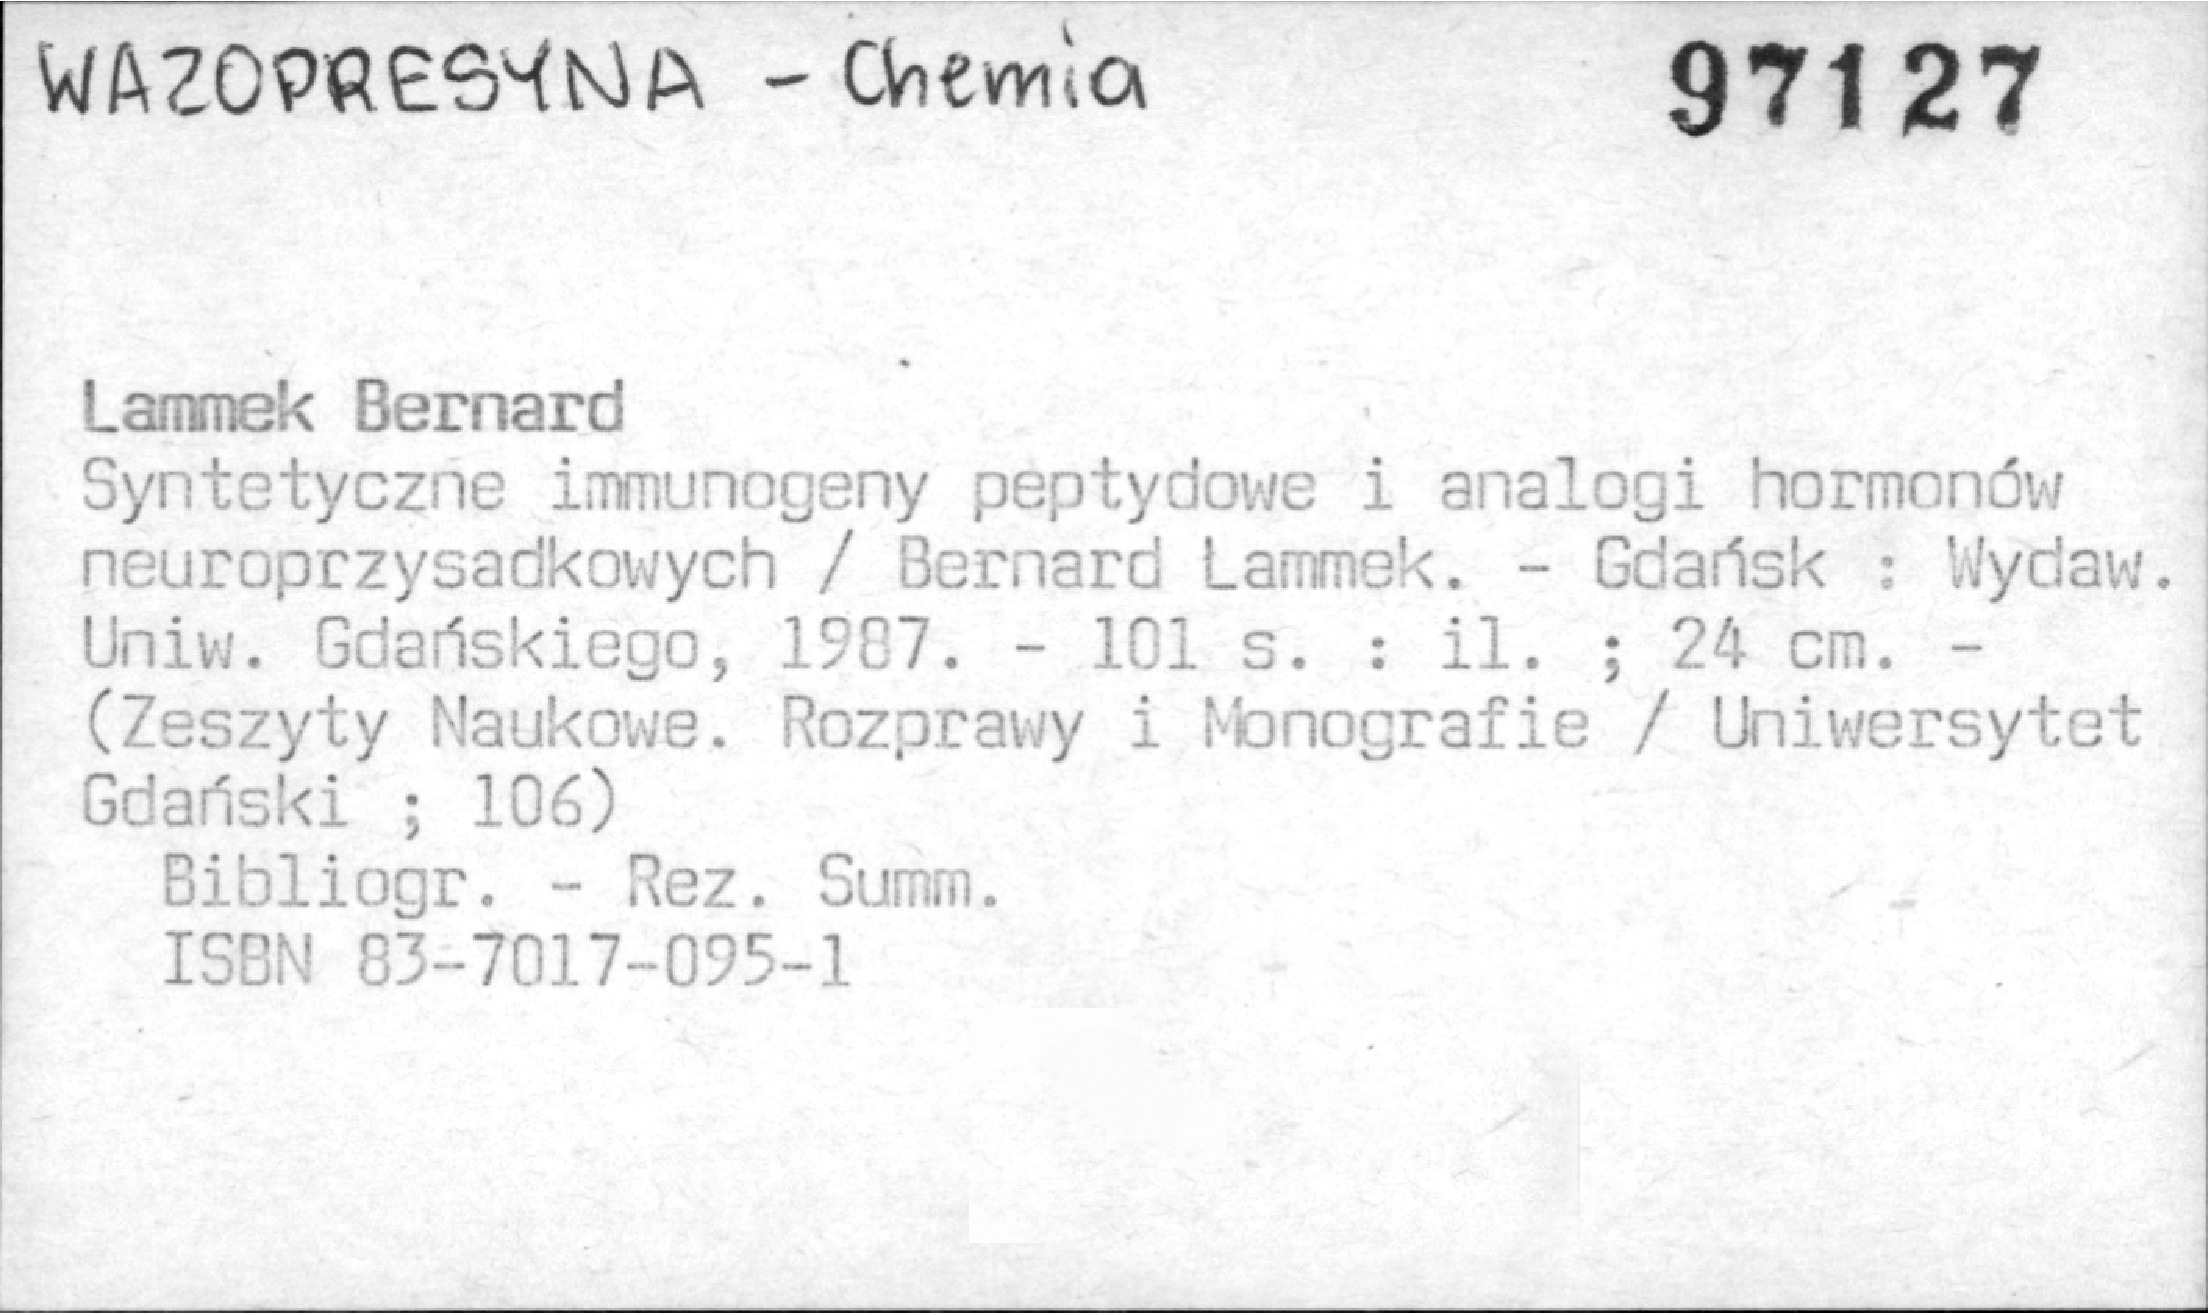 WAZOPRESYNA - Chemia 97127
Lammek Bernard
Syntetyczne immunogeny peptydowe i analogi hormonów
neuroprzysadkowych / Bernard Lammek. - Gdańsk : Wydaw.
Uniw. Gdańskiego, 1987. - 101 s. : il. ; 24 cm. -
(Zeszyty Naukowe. Rozprawy i Monografie / Uniwersytet
Gdański ; 106)
Bibliogr. - Rez. Summ.
ISBN 83-7017-095-1